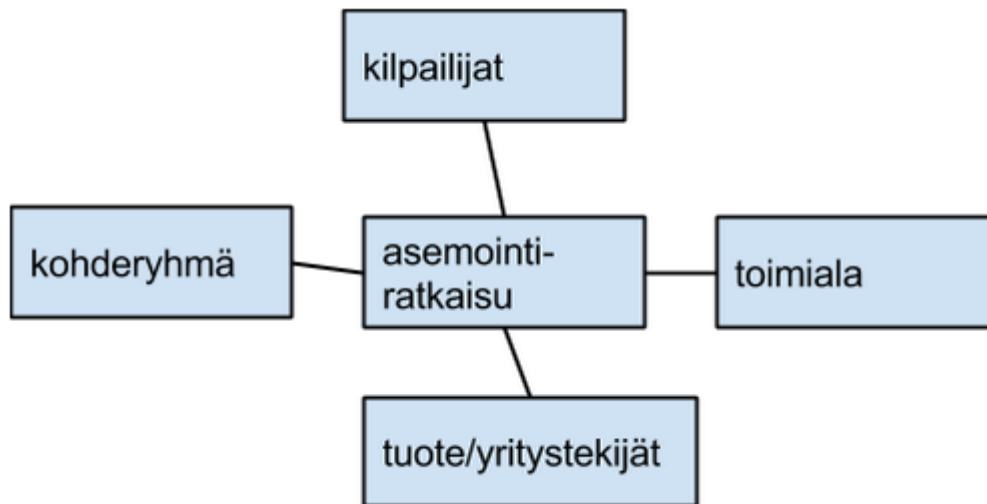 kilpailijat
kohderyhmä
asemointi-
ratkaisu
toimiala
tuote/yritystekijät